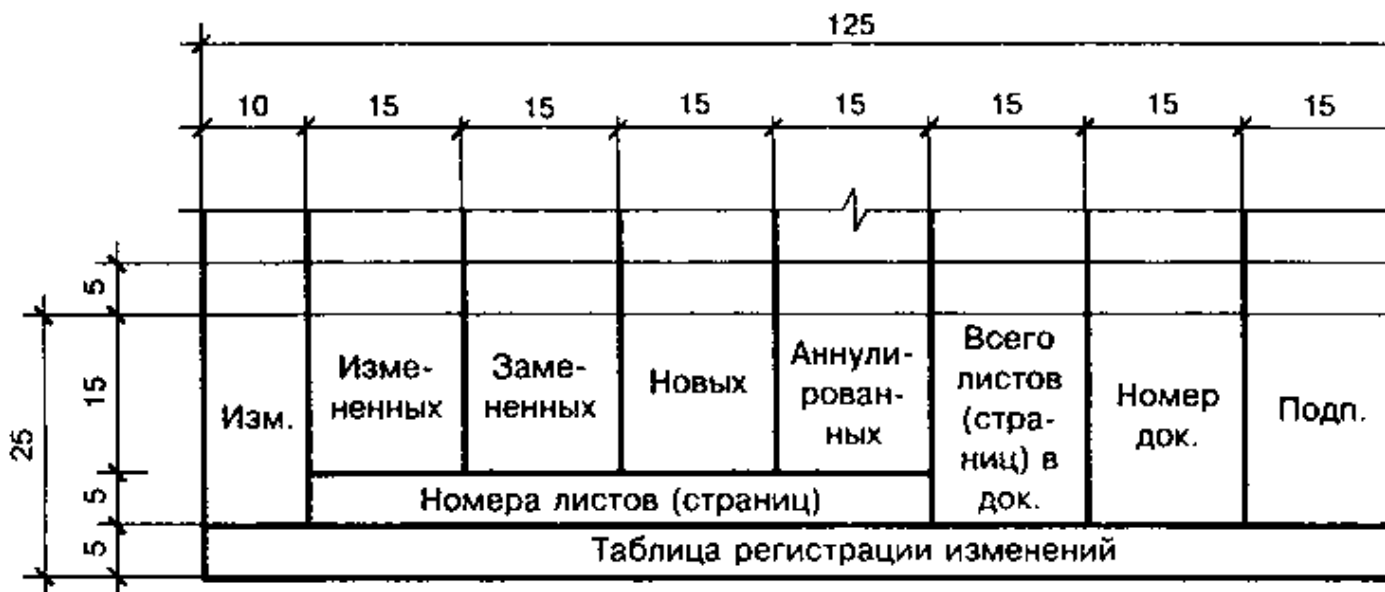 125
10 15 15 15 15 15 15 15
5
15
25
5
5
Изм.
Изме-
ненных
Заме-
ненных
Новых
Аннули-
рован-
ных
Всего
листов
(стра-
ниц) в
док.
Номер
док.
Подп.
Номера листов (страниц)
Таблица регистрации изменений